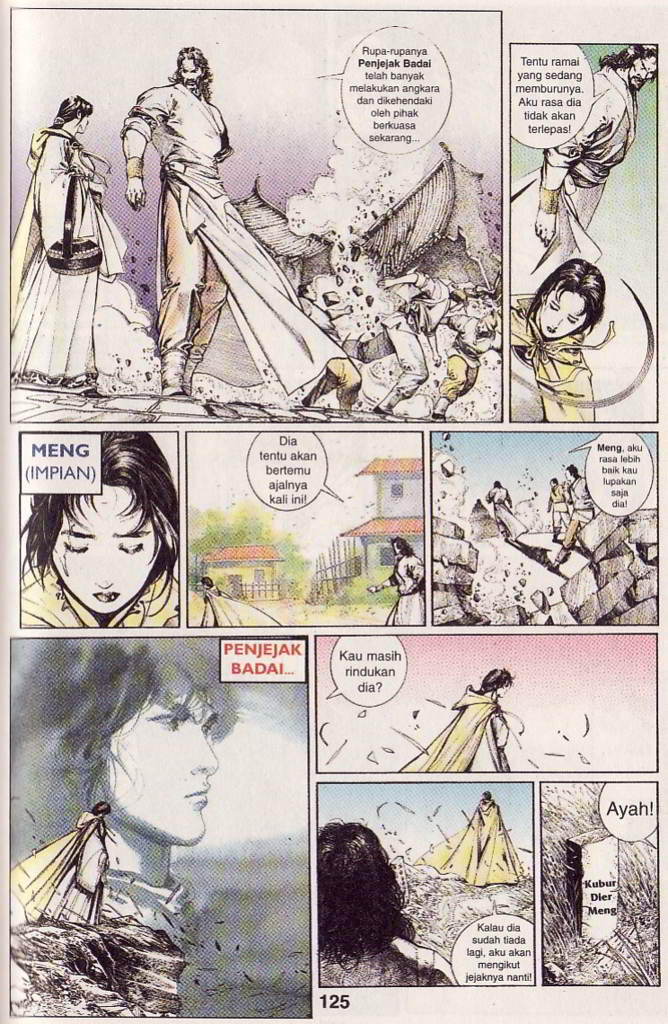 Rupa-rupanya
Penjejak Badai
telah banyak
melakukan angkara
dan dikehendaki
oleh pihak
berkuasa
sekarang...
Tentu ramai
yang sedang
memburunya.
Aku rasa dia
tidak akan
terlepas!
MENG
(IMPIAN)
Dia
tentu akan
bertemu
ajalnya
kali ini!
Meng, aku
rasa lebih
baik kau
lupakan
saja
dia!
PENJEJAK
BADAI...
Kau masih
rindukan
dia?
Kalau dia
sudah tiada
lagi, aku akan
mengikut
jejaknya nanti!
Ayah!
Kubur
Dier
Meng
125